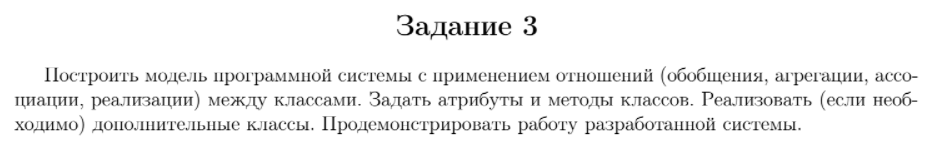 Задание 3
Построить модель программной системы с применением отношений (обобщения, агрегации, ассо-
циации, реализации) между классами. Задать атрибуты и методы классов. Реализовать (если необ-
ходимо) дополнительные классы. Продемонстрировать работу разработанной системы.